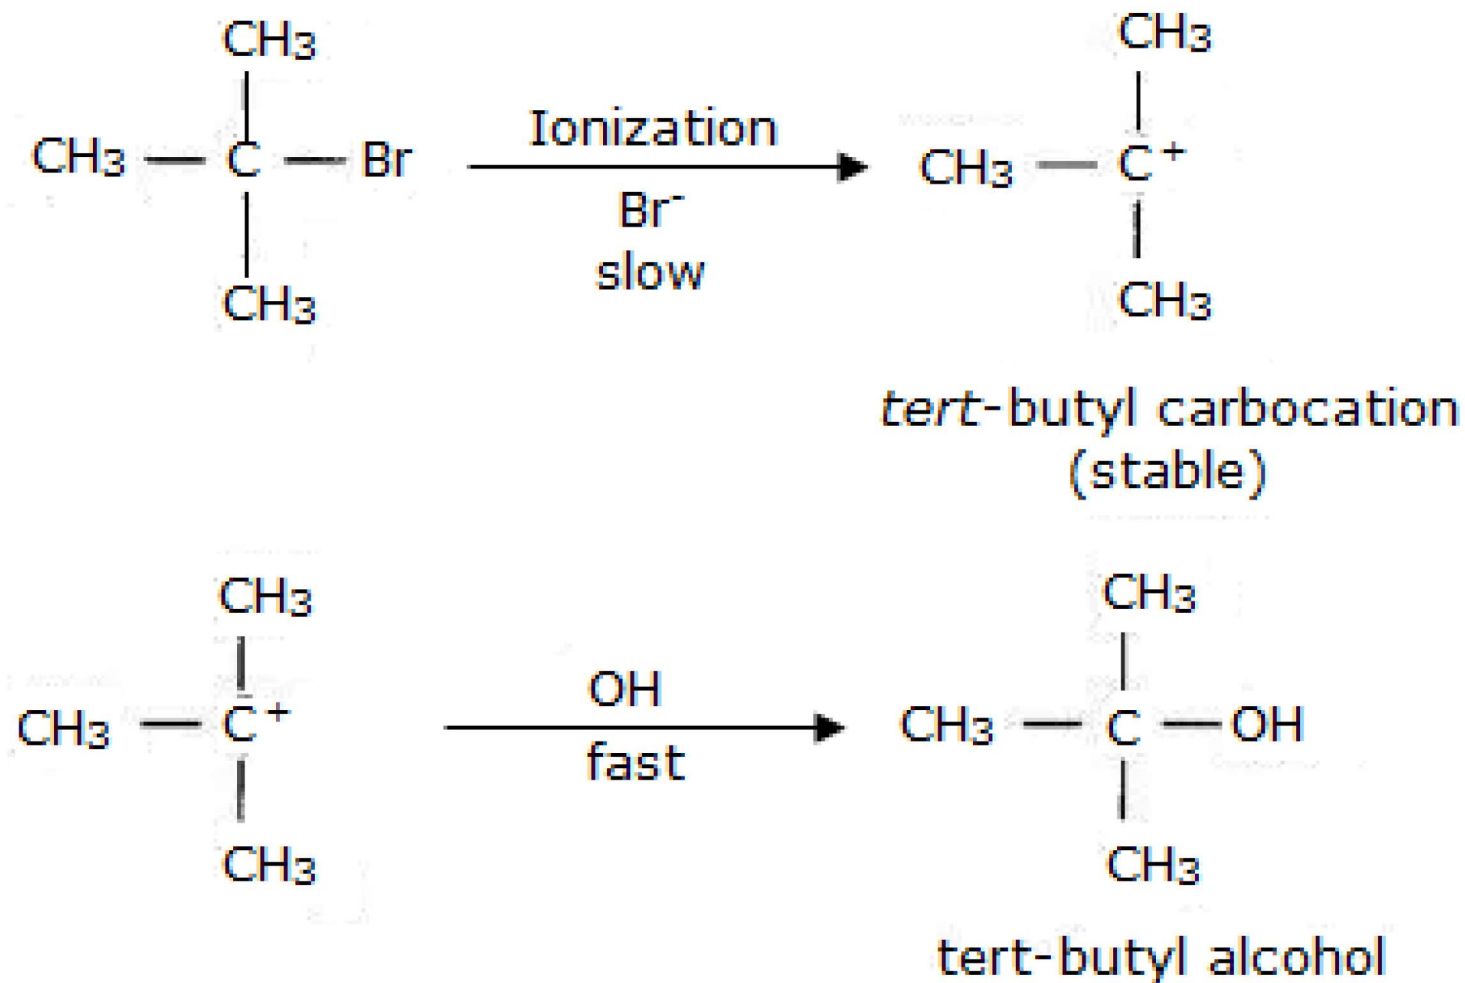 CH3 CH3
CH3 — C — Br Ionization CH3 — C+
Br-
slow
CH3 CH3
tert-butyl carbocation
(stable)
CH3 CH3
CH3 — C+ OH CH3 — C — OH
fast
CH3 CH3
tert-butyl alcohol